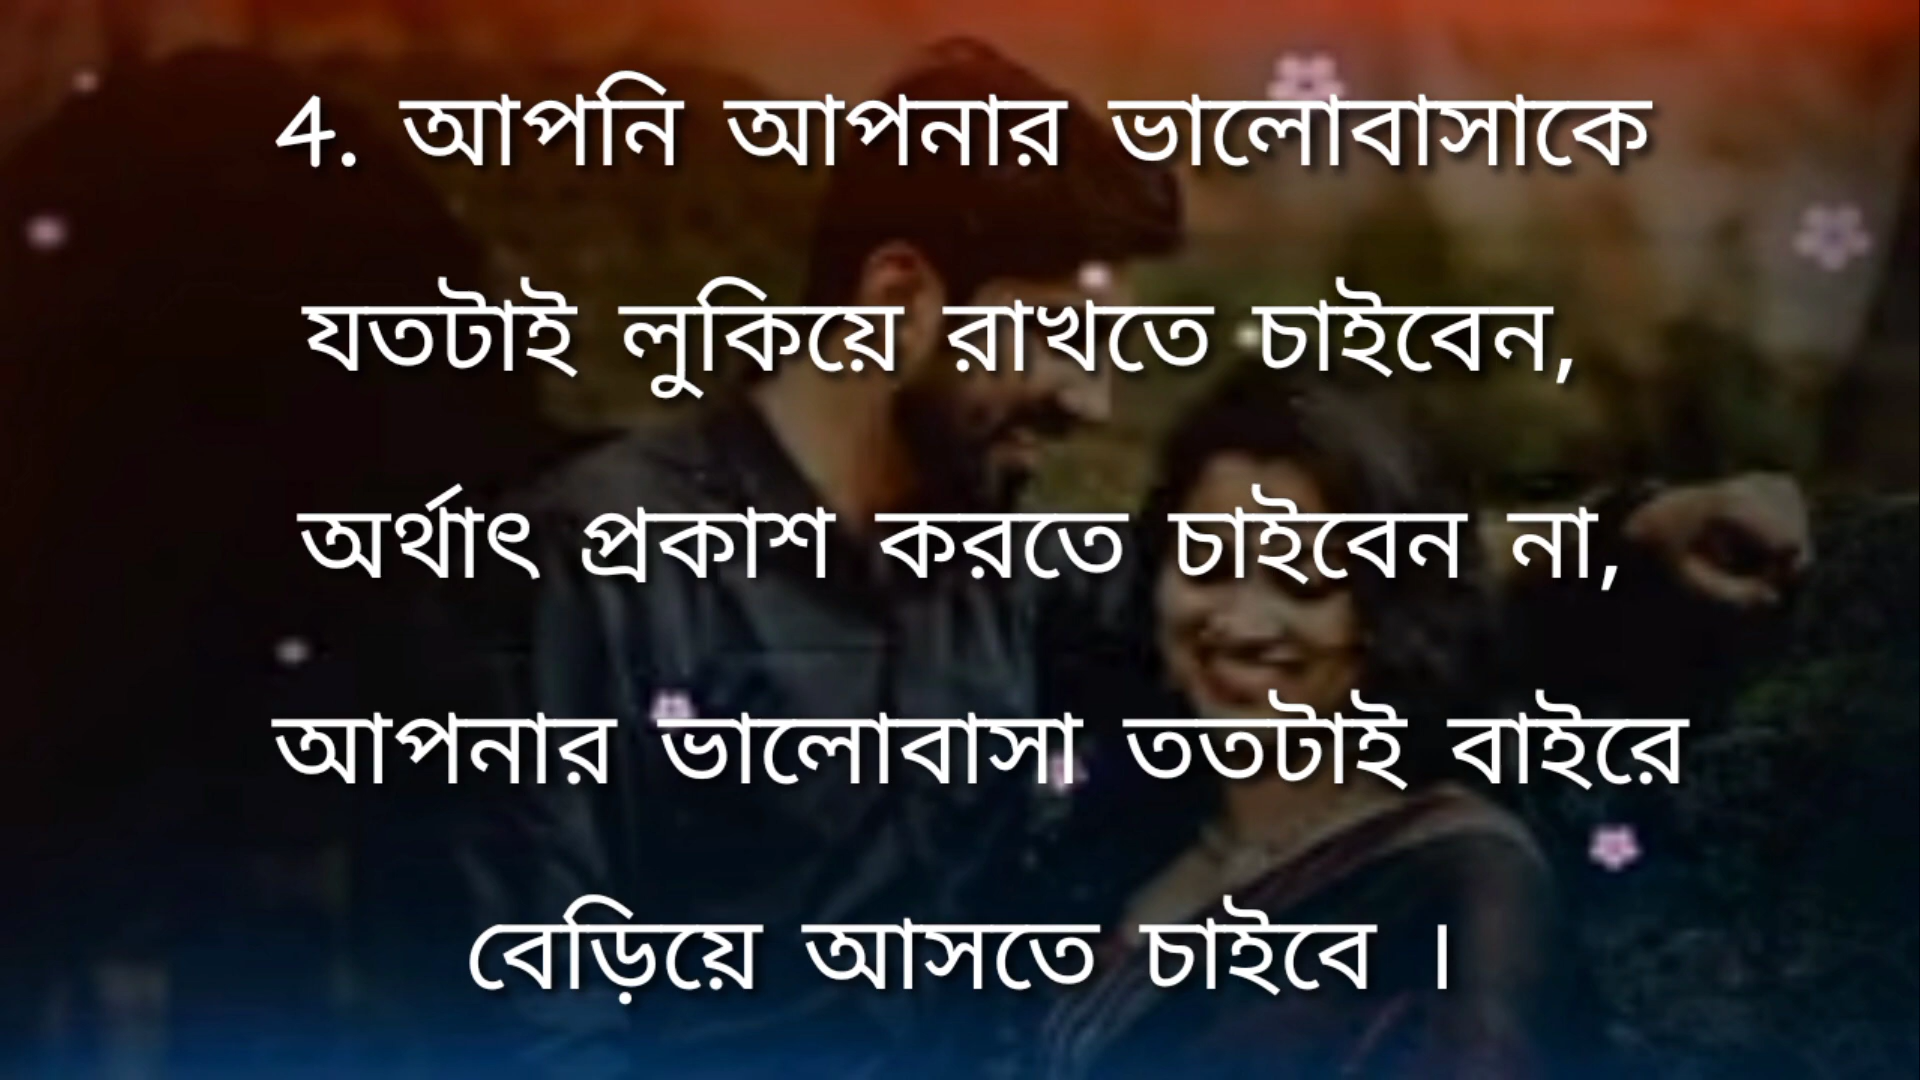 4. আপনি আপনার ভালোবাসাকে
যতটাই লুকিয়ে রাখতে চাইবেন,
অর্থাৎ প্রকাশ করতে চাইবেন না,
আপনার ভালোবাসা ততটাই বাইরে
বেড়িয়ে আসতে চাইবে ।